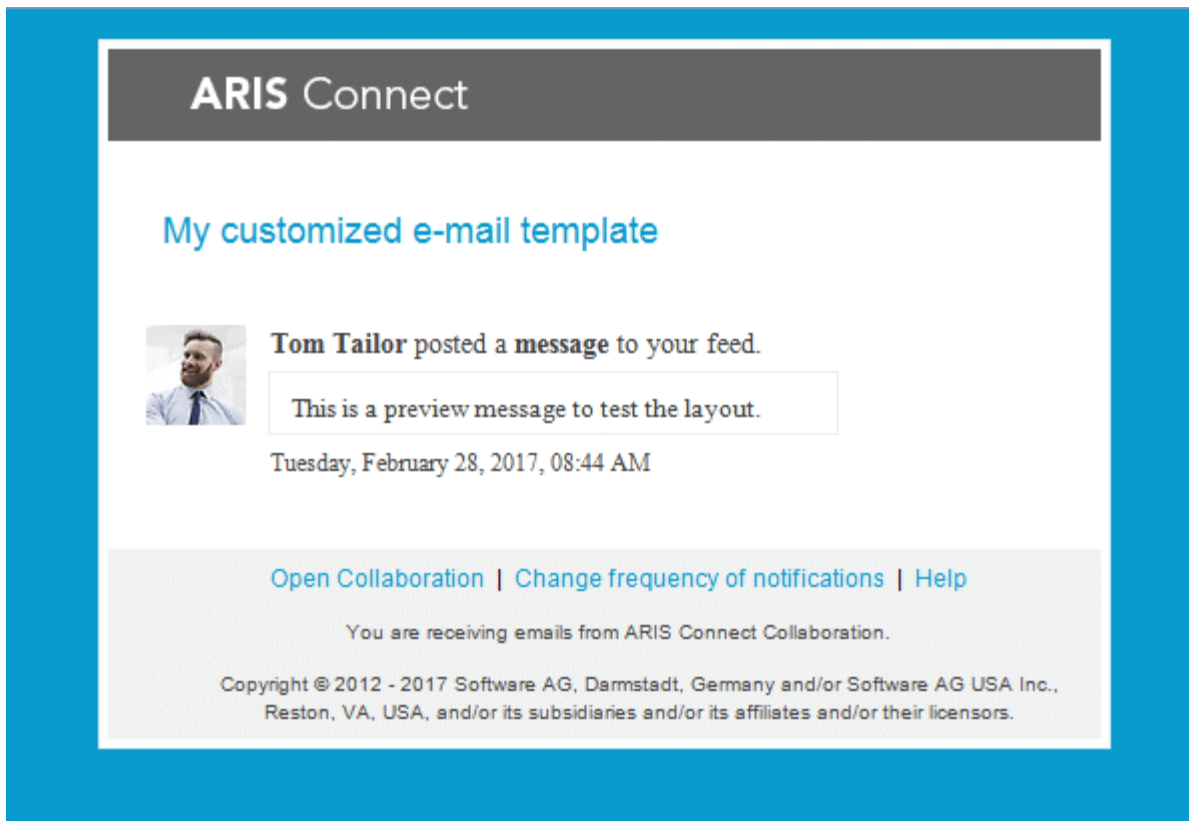 ARIS Connect
My customized e-mail template
Tom Tailor posted a message to your feed.
This is a preview message to test the layout.
Tuesday, February 28, 2017, 08:44 AM
Open Collaboration | Change frequency of notifications | Help
You are receiving emails from ARIS Connect Collaboration.
Copyright © 2012 - 2017 Software AG, Darmstadt, Germany and/or Software AG USA Inc.,
Reston, VA, USA, and/or its subsidiaries and/or its affiliates and/or their licensors.